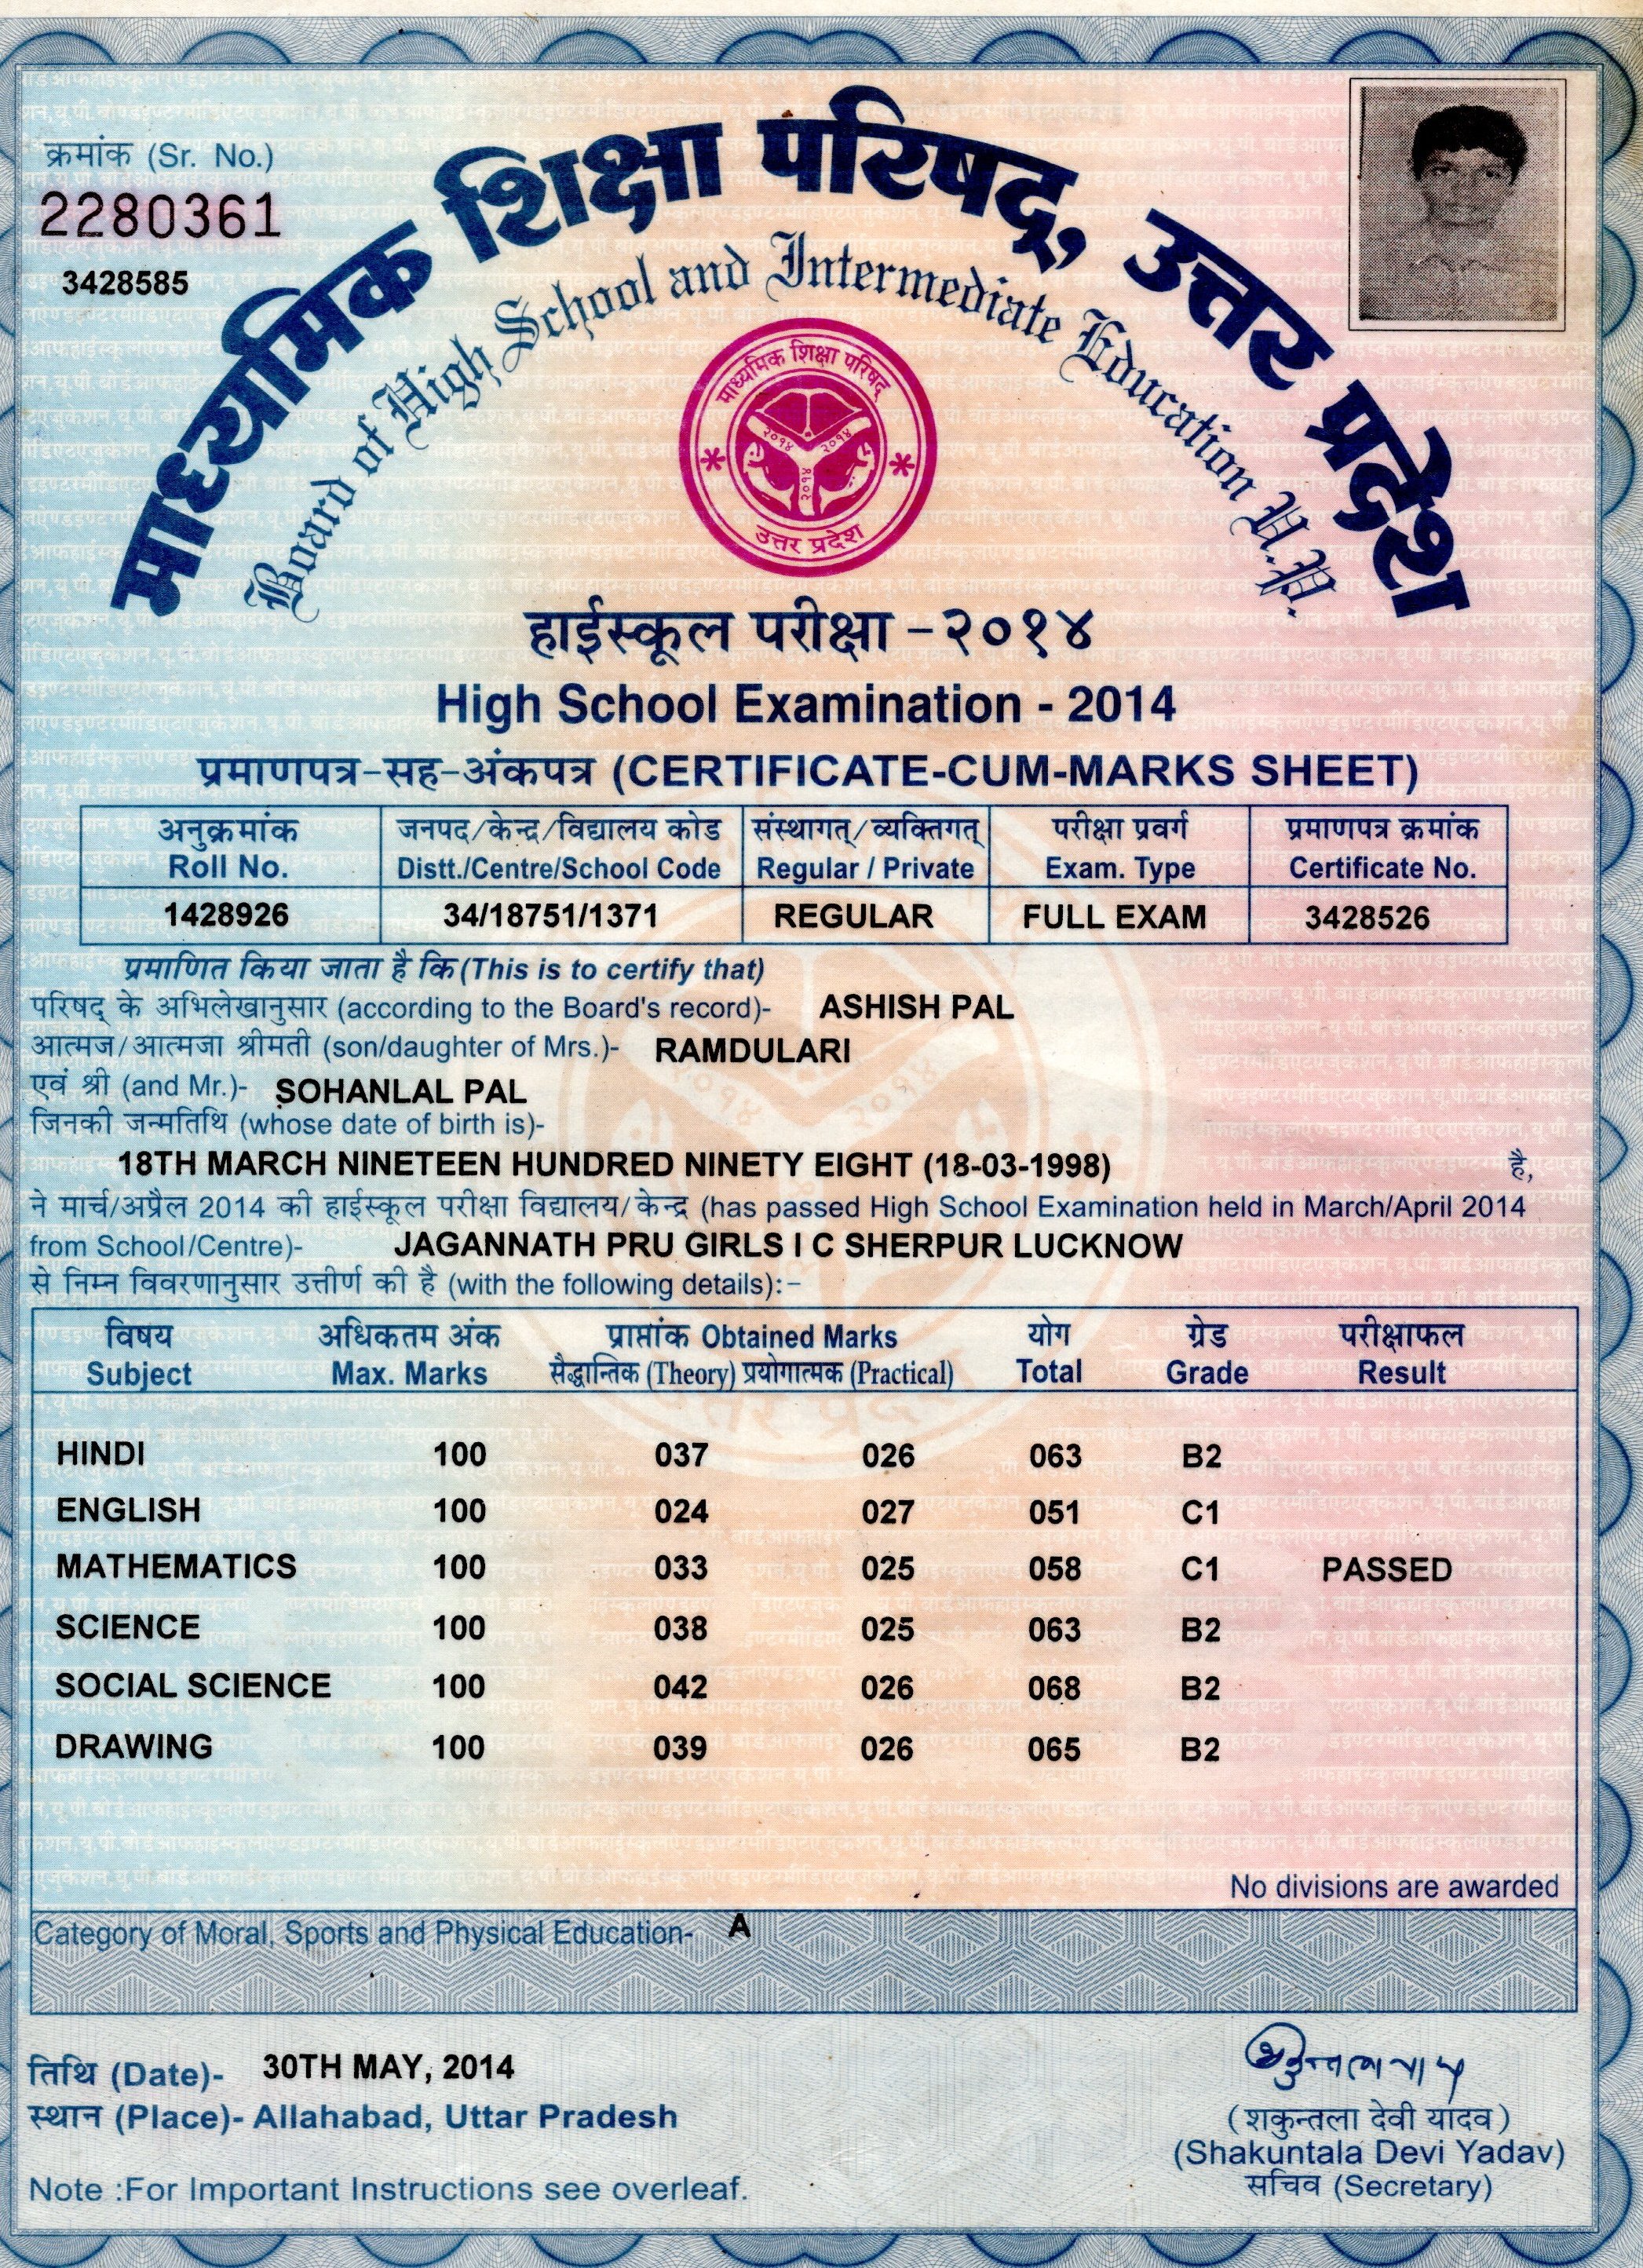 क्रमांक (Sr. No.)
2280361
3428585
माध्यमिक शिक्षा परिषद्, उत्तर प्रदेश
Board of High School and Intermediate Education U.P.
माध्यमिक शिक्षा परिषद्
२०१४ २०१४
२०१४
उत्तर प्रदेश
हाईस्कूल परीक्षा -२०१४
High School Examination - 2014
प्रमाणपत्र-सह-अंकपत्र (CERTIFICATE-CUM-MARKS SHEET)
अनुक्रमांक जनपद/केन्द्र/विद्यालय कोड संस्थागत्/व्यक्तिगत् परीक्षा प्रवर्ग प्रमाणपत्र क्रमांक
Roll No. Distt./Centre/School Code Regular / Private Exam. Type Certificate No.
1428926 34/18751/1371 REGULAR FULL EXAM 3428526
प्रमाणित किया जाता है कि (This is to certify that)
परिषद् के अभिलेखानुसार (according to the Board's record)- ASHISH PAL
आत्मज/आत्मजा श्रीमती (son/daughter of Mrs.)- RAMDULARI
एवं श्री (and Mr.)- SOHANLAL PAL
जिनकी जन्मतिथि (whose date of birth is)-
18TH MARCH NINETEEN HUNDRED NINETY EIGHT (18-03-1998) है,
ने मार्च/अप्रैल 2014 की हाईस्कूल परीक्षा विद्यालय/केन्द्र (has passed High School Examination held in March/April 2014
from School/Centre)- JAGANNATH PRU GIRLS I C SHERPUR LUCKNOW
से निम्न विवरणानुसार उत्तीर्ण की है (with the following details):-
विषय अधिकतम अंक प्राप्तांक Obtained Marks योग ग्रेड परीक्षाफल
Subject Max. Marks सैद्धान्तिक (Theory) प्रयोगात्मक (Practical) Total Grade Result
HINDI 100 037 026 063 B2
ENGLISH 100 024 027 051 C1
MATHEMATICS 100 033 025 058 C1 PASSED
SCIENCE 100 038 025 063 B2
SOCIAL SCIENCE 100 042 026 068 B2
DRAWING 100 039 026 065 B2
No divisions are awarded
Category of Moral, Sports and Physical Education- A
तिथि (Date)- 30TH MAY, 2014
स्थान (Place)- Allahabad, Uttar Pradesh
(शकुन्तला देवी यादव)
(Shakuntala Devi Yadav)
सचिव (Secretary)
Note :For Important Instructions see overleaf.